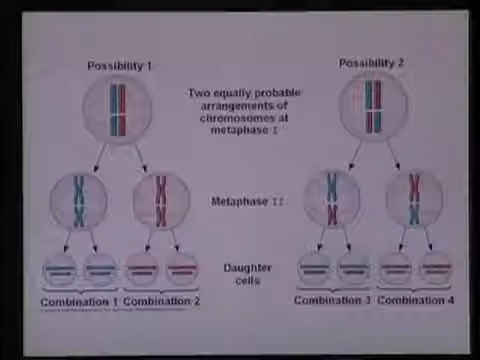 Possibility 1
Possibility 2
Two equally probable
arrangements of
chromosomes at
metaphase I
Metaphase II
Daughter
cells
Combination 1
Combination 2
Combination 3
Combination 4